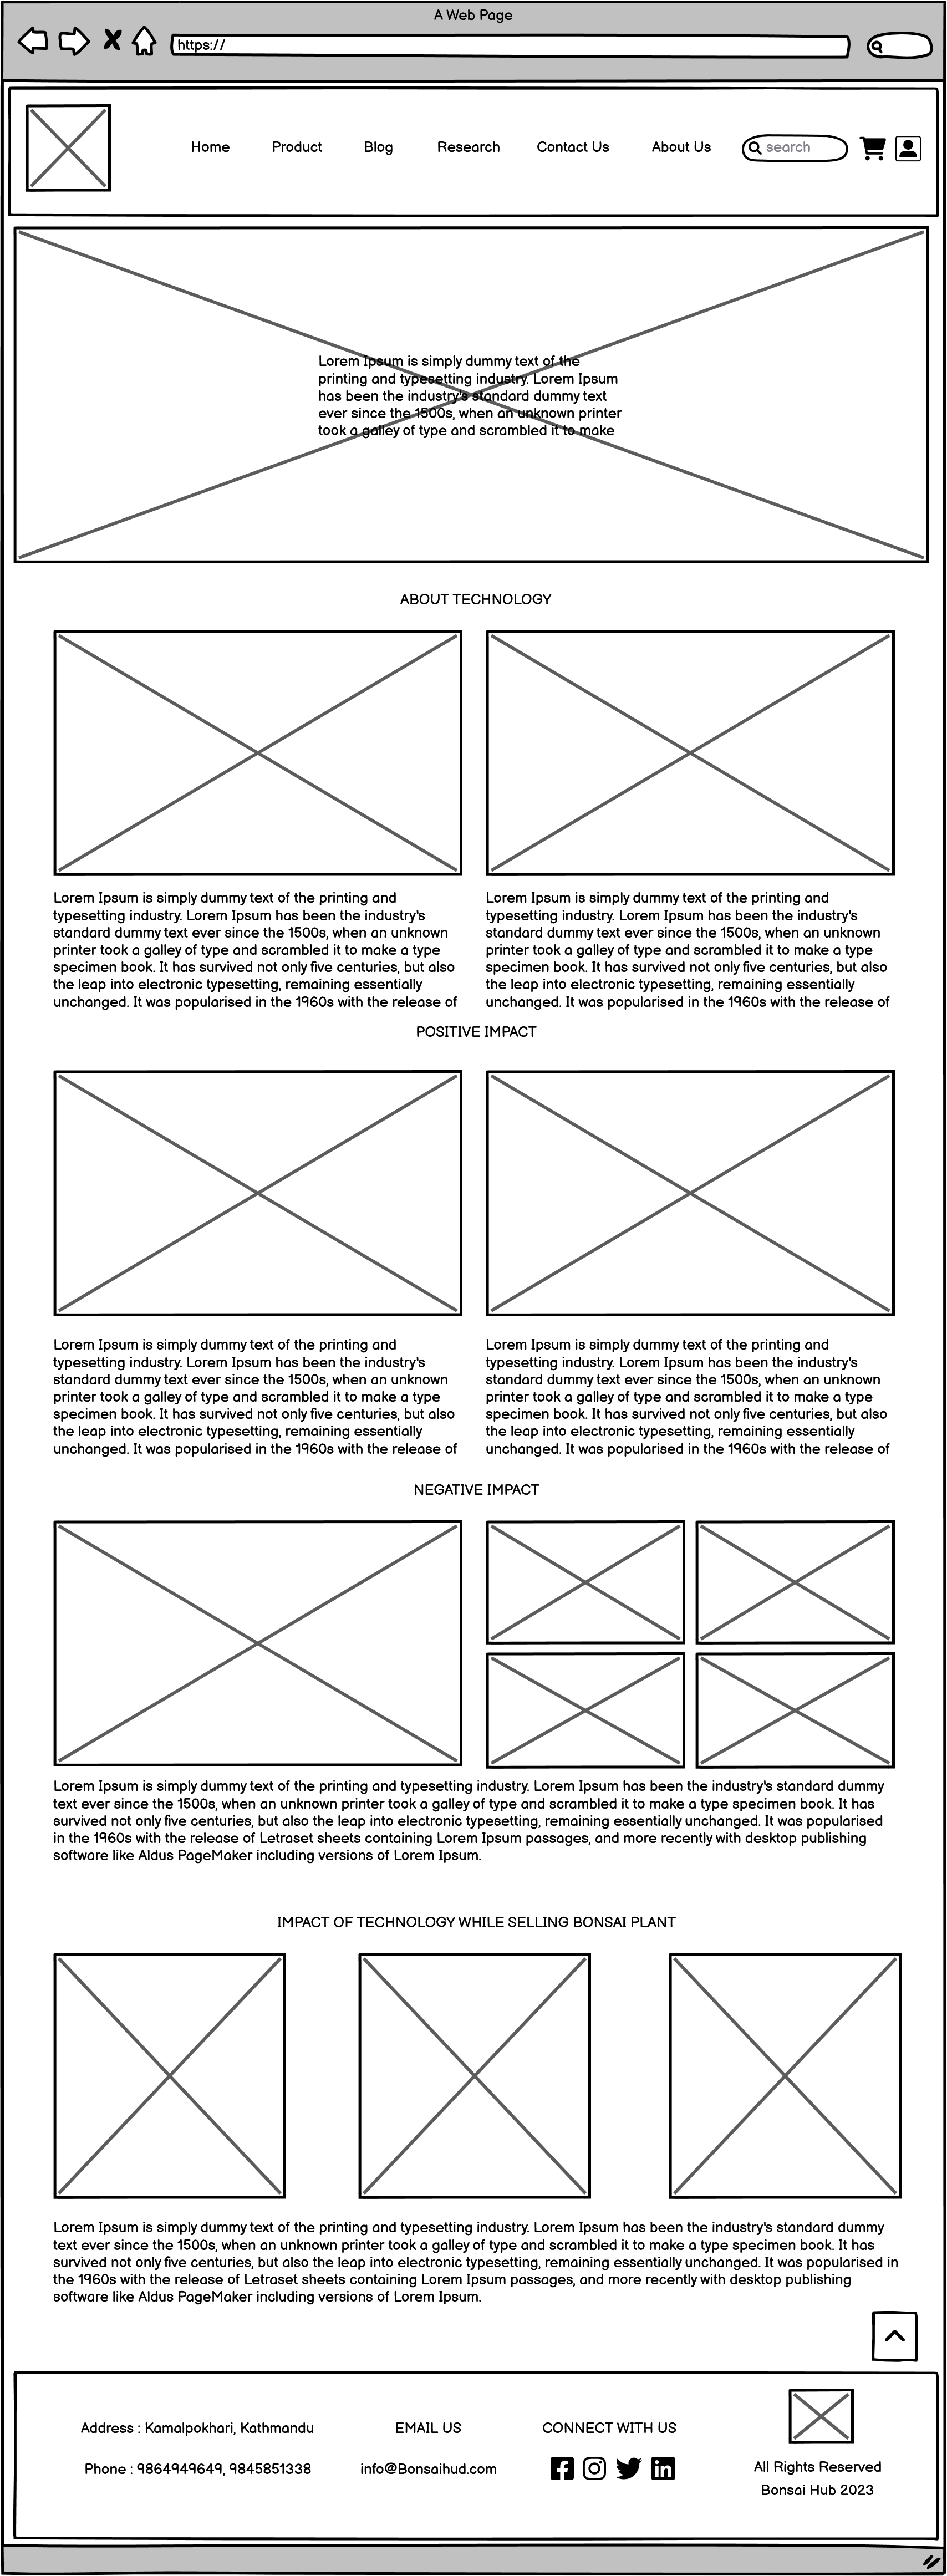 A Web Page
https://
Home Product Blog Research Contact Us About Us search
Lorem Ipsum is simply dummy text of the
printing and typesetting industry. Lorem Ipsum
has been the industry's standard dummy text
ever since the 1500s, when an unknown printer
took a galley of type and scrambled it to make
ABOUT TECHNOLOGY
Lorem Ipsum is simply dummy text of the printing and
typesetting industry. Lorem Ipsum has been the industry's
standard dummy text ever since the 1500s, when an unknown
printer took a galley of type and scrambled it to make a type
specimen book. It has survived not only five centuries, but also
the leap into electronic typesetting, remaining essentially
unchanged. It was popularised in the 1960s with the release of
Lorem Ipsum is simply dummy text of the printing and
typesetting industry. Lorem Ipsum has been the industry's
standard dummy text ever since the 1500s, when an unknown
printer took a galley of type and scrambled it to make a type
specimen book. It has survived not only five centuries, but also
the leap into electronic typesetting, remaining essentially
unchanged. It was popularised in the 1960s with the release of
POSITIVE IMPACT
Lorem Ipsum is simply dummy text of the printing and
typesetting industry. Lorem Ipsum has been the industry's
standard dummy text ever since the 1500s, when an unknown
printer took a galley of type and scrambled it to make a type
specimen book. It has survived not only five centuries, but also
the leap into electronic typesetting, remaining essentially
unchanged. It was popularised in the 1960s with the release of
Lorem Ipsum is simply dummy text of the printing and
typesetting industry. Lorem Ipsum has been the industry's
standard dummy text ever since the 1500s, when an unknown
printer took a galley of type and scrambled it to make a type
specimen book. It has survived not only five centuries, but also
the leap into electronic typesetting, remaining essentially
unchanged. It was popularised in the 1960s with the release of
NEGATIVE IMPACT
Lorem Ipsum is simply dummy text of the printing and typesetting industry. Lorem Ipsum has been the industry's standard dummy
text ever since the 1500s, when an unknown printer took a galley of type and scrambled it to make a type specimen book. It has
survived not only five centuries, but also the leap into electronic typesetting, remaining essentially unchanged. It was popularised
in the 1960s with the release of Letraset sheets containing Lorem Ipsum passages, and more recently with desktop publishing
software like Aldus PageMaker including versions of Lorem Ipsum.
IMPACT OF TECHNOLOGY WHILE SELLING BONSAI PLANT
Lorem Ipsum is simply dummy text of the printing and typesetting industry. Lorem Ipsum has been the industry's standard dummy
text ever since the 1500s, when an unknown printer took a galley of type and scrambled it to make a type specimen book. It has
survived not only five centuries, but also the leap into electronic typesetting, remaining essentially unchanged. It was popularised in
the 1960s with the release of Letraset sheets containing Lorem Ipsum passages, and more recently with desktop publishing
software like Aldus PageMaker including versions of Lorem Ipsum.
Address : Kamalpokhari, Kathmandu
Phone : 9864949649, 9845851338
EMAIL US
info@Bonsaihud.com
CONNECT WITH US
All Rights Reserved
Bonsai Hub 2023